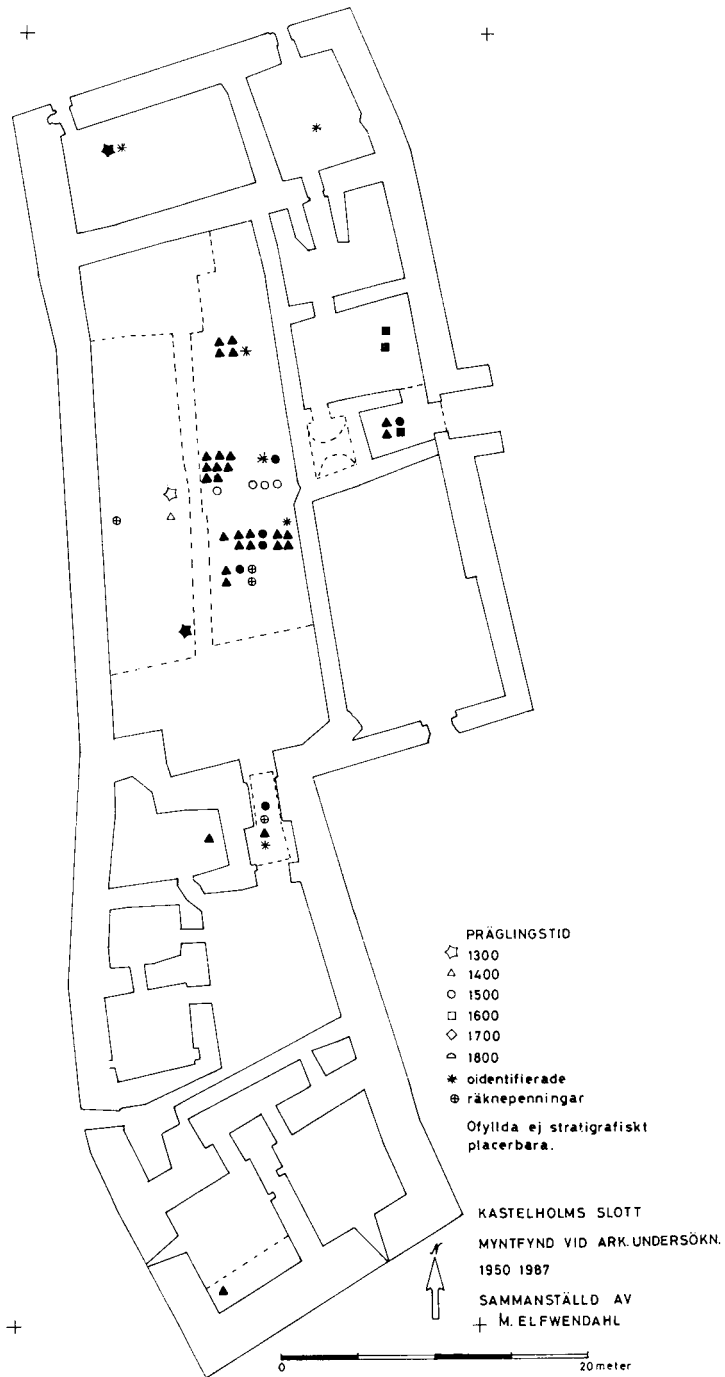 PRÄGLINGSTID
1300
1400
1500
1600
1700
1800
oidentifierade
räknepenningar
Ofyllda ej stratigrafiskt
placerbara.
KASTELHOLMS SLOTT
N
MYNTFYND VID ARK. UNDERSÖKN.
1950 1987
SAMMANSTÄLLD AV
M. ELFWENDAHL
0 20 meter